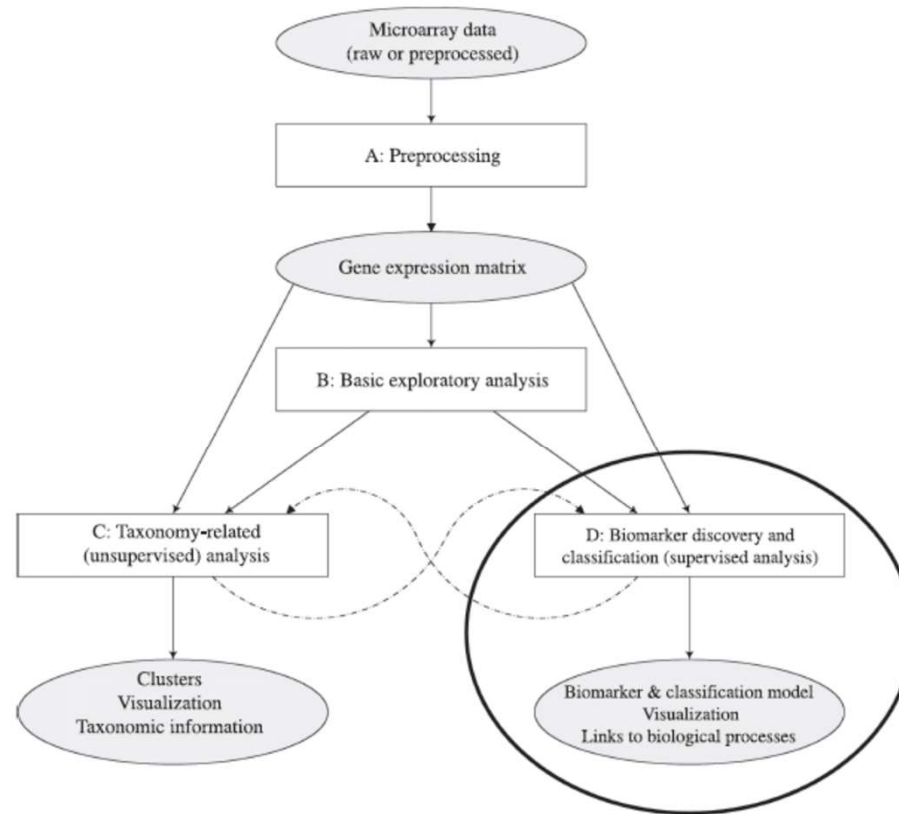 Microarray data
(raw or preprocessed)
A: Preprocessing
Gene expression matrix
B: Basic exploratory analysis
C: Taxonomy-related
(unsupervised) analysis
D: Biomarker discovery and
classification (supervised analysis)
Clusters
Visualization
Taxonomic information
Biomarker & classification model
Visualization
Links to biological processes